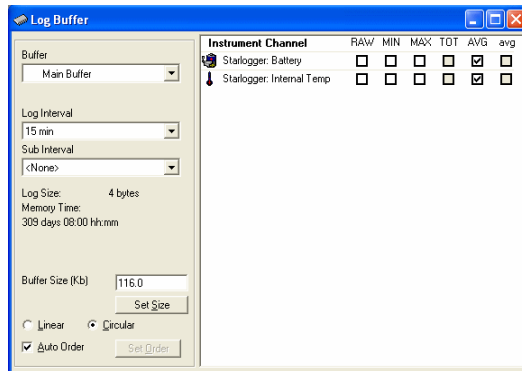 Log Buffer
Buffer
Main Buffer
Log Interval
15 min
Sub Interval
<None>
Log Size: 4 bytes
Memory Time:
309 days 08:00 hh:mm
Buffer Size (Kb) 116.0
Set Size
Linear Circular
Auto Order Set Order
Instrument Channel RAW MIN MAX TOT AVG avg
Starlogger: Battery
Starlogger: Internal Temp